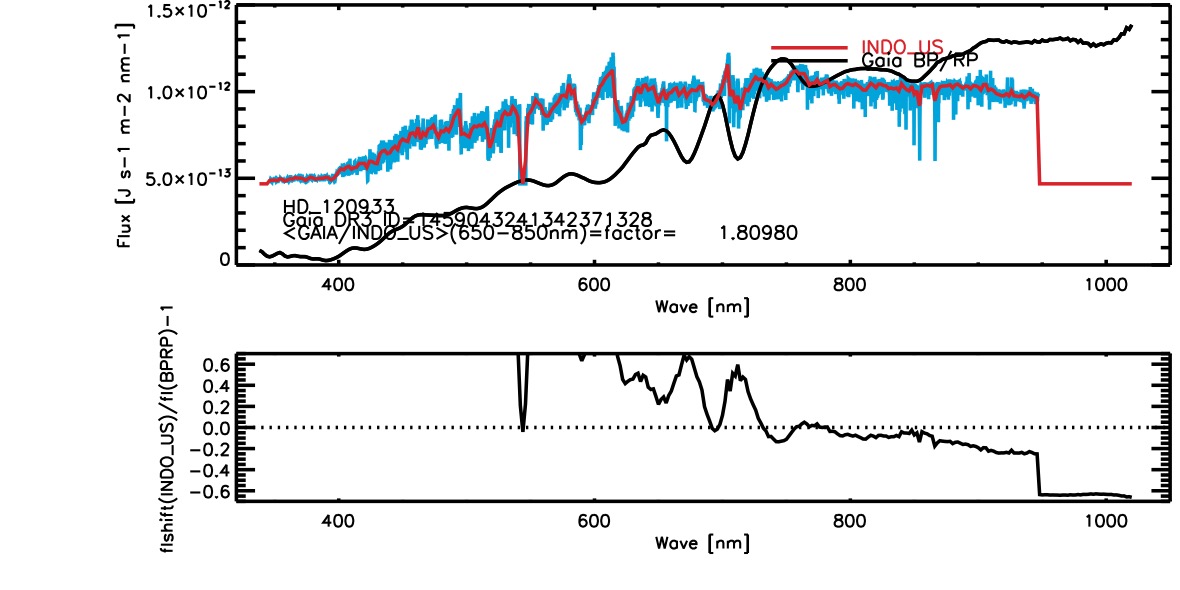 1.5×10−12
1.0×10−12
5.0×10−13
0
Flux [J s−1 m−2 nm−1]
INDO_US
Gaia BP/RP
HD_120933
Gaia DR3 ID=1459043241342371328
<GAIA/INDO_US>(650−850nm)=factor= 1.80980
400 600 800 1000
Wave [nm]
flshift(INDO_US)/fl(BPRP)−1
0.6
0.4
0.2
0.0
−0.2
−0.4
−0.6
400 600 800 1000
Wave [nm]